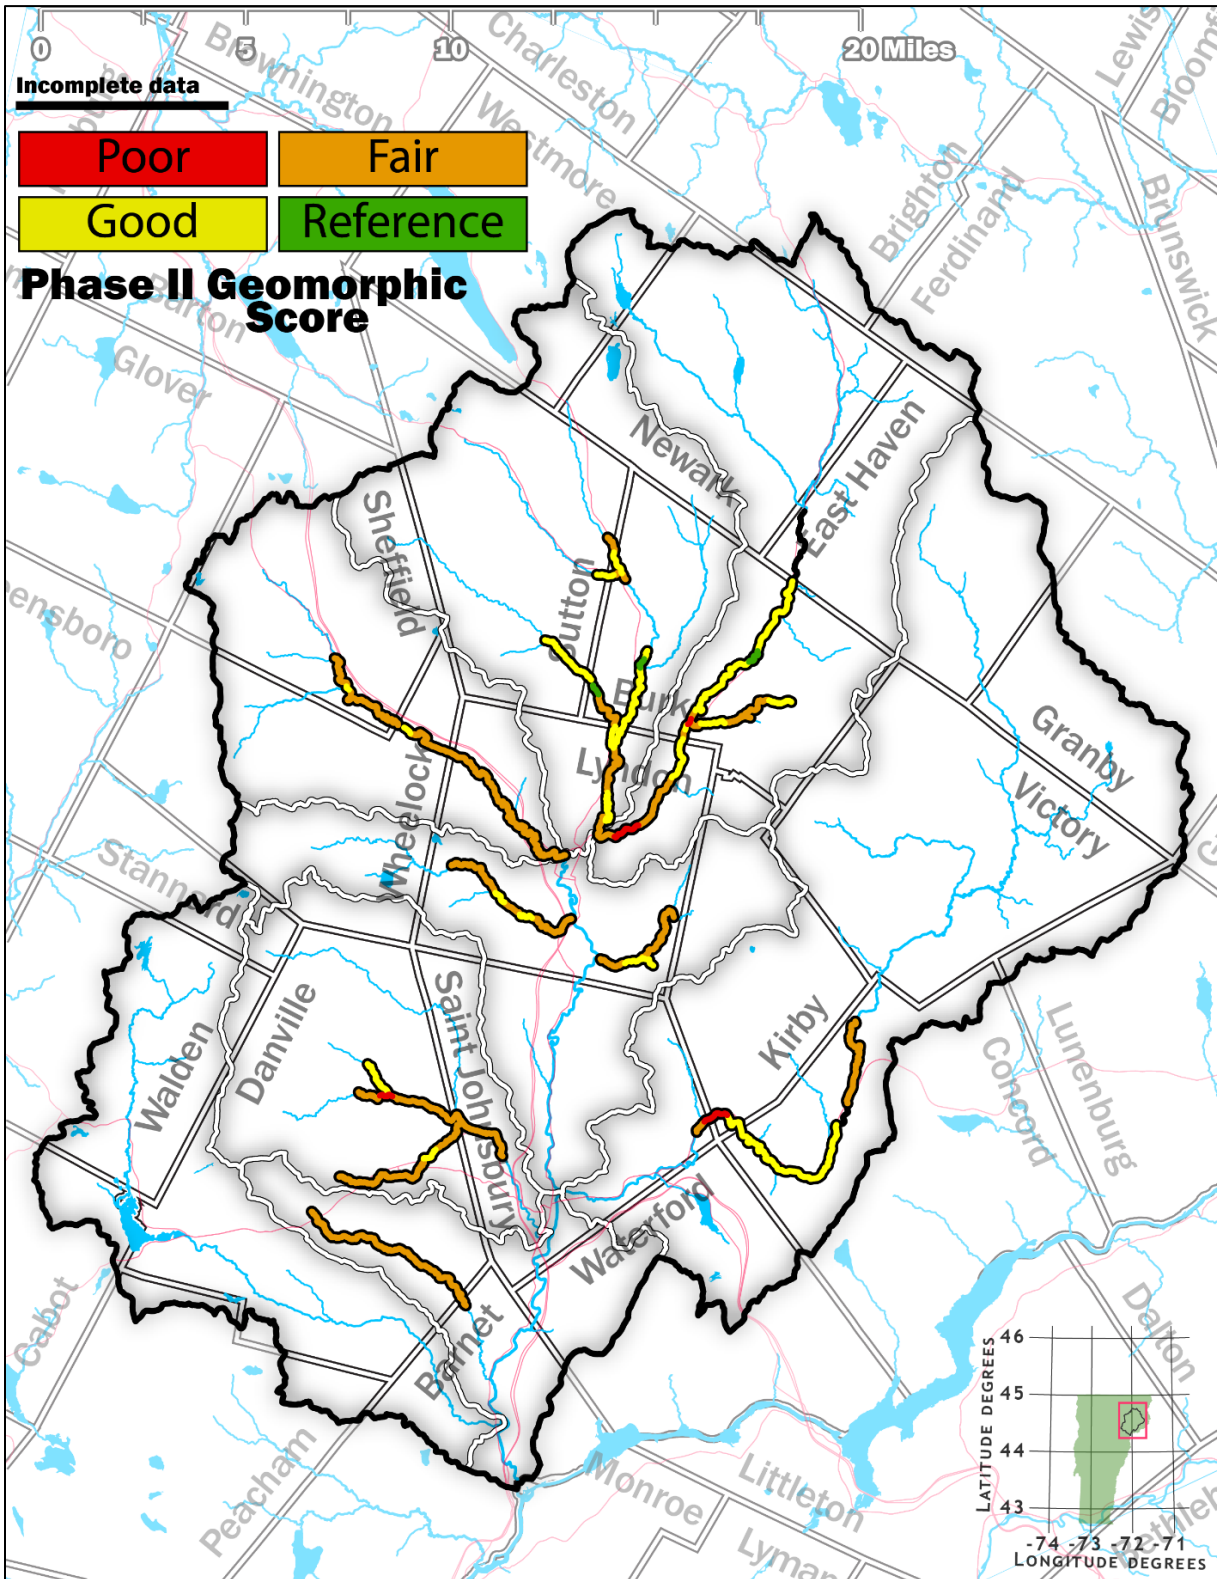 0 5 10 20 Miles
Incomplete data
Poor Fair
Good Reference
Phase II Geomorphic
Score
Brownington
Charleston
Westmore
Lewis
Brighton
Ferdinand
Brunswick
Barton
Glover
Newark
East Haven
Sheffield
Sutton
Burk
Lyndon
Granby
Victory
Wheelock
Stannard
Walden
Danville
Saint Johnsbury
Kirby
Lunenburg
Concord
Waterford
Cabot
Barnet
Dalton
Peacham
Monroe
Littleton
Lyman
46
45
44
43
LATITUDE DEGREES
-74 -73 -72 -71
LONGITUDE DEGREES